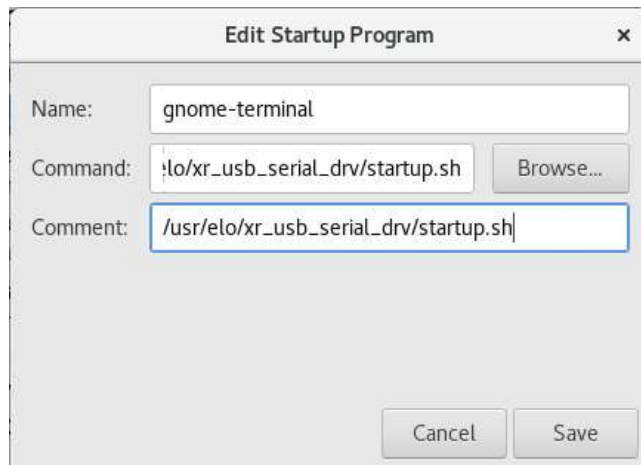 Edit Startup Program ×
Name: gnome-terminal
Command: elo/xr_usb_serial_drv/startup.sh Browse...
Comment: /usr/elo/xr_usb_serial_drv/startup.sh
Cancel Save